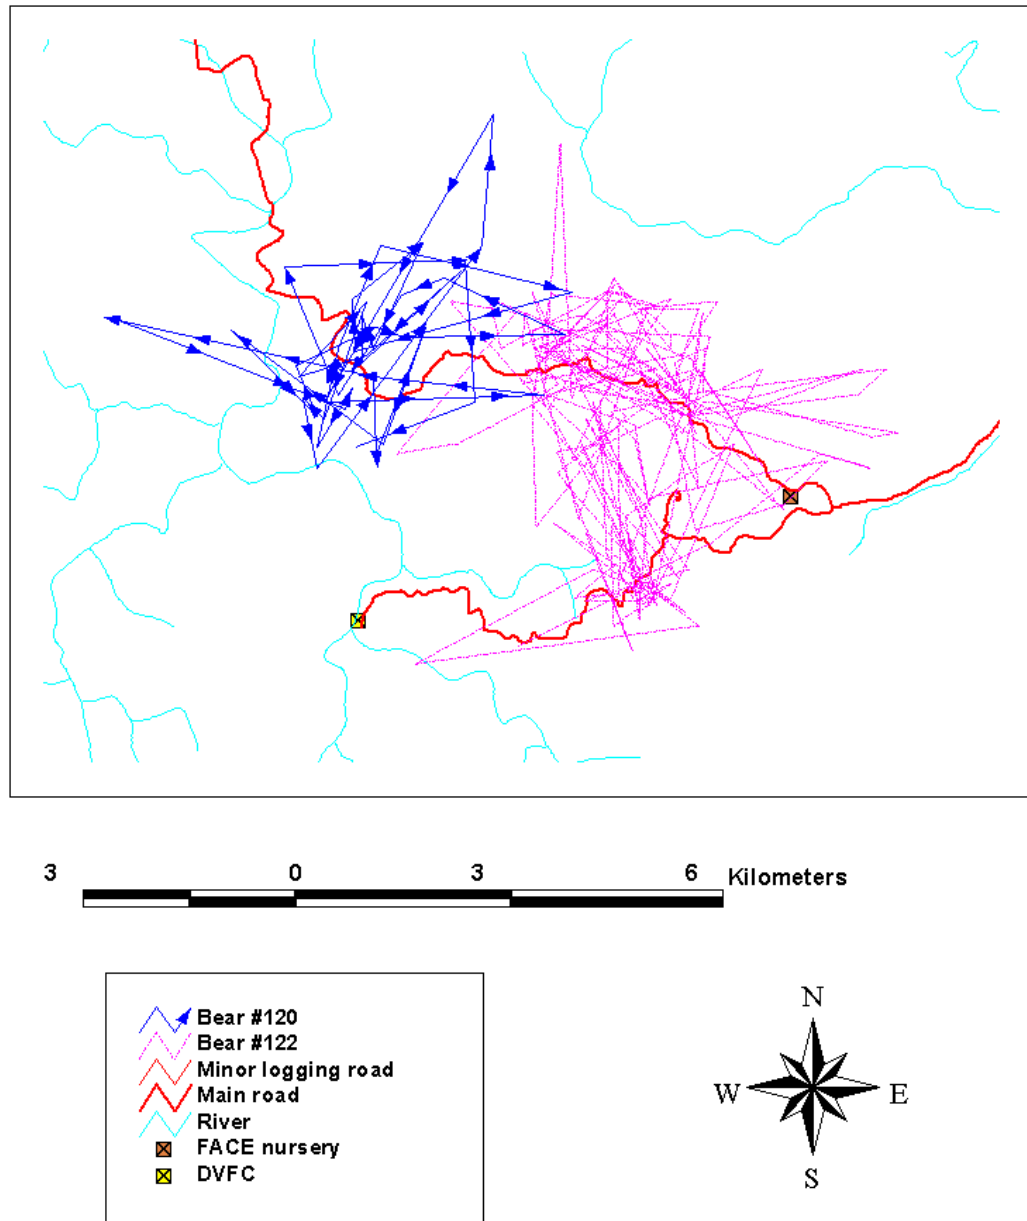 3 0 3 6 Kilometers
Bear #120
Bear #122
Minor logging road
Main road
River
FACE nursery
DVFC
N
W E
S